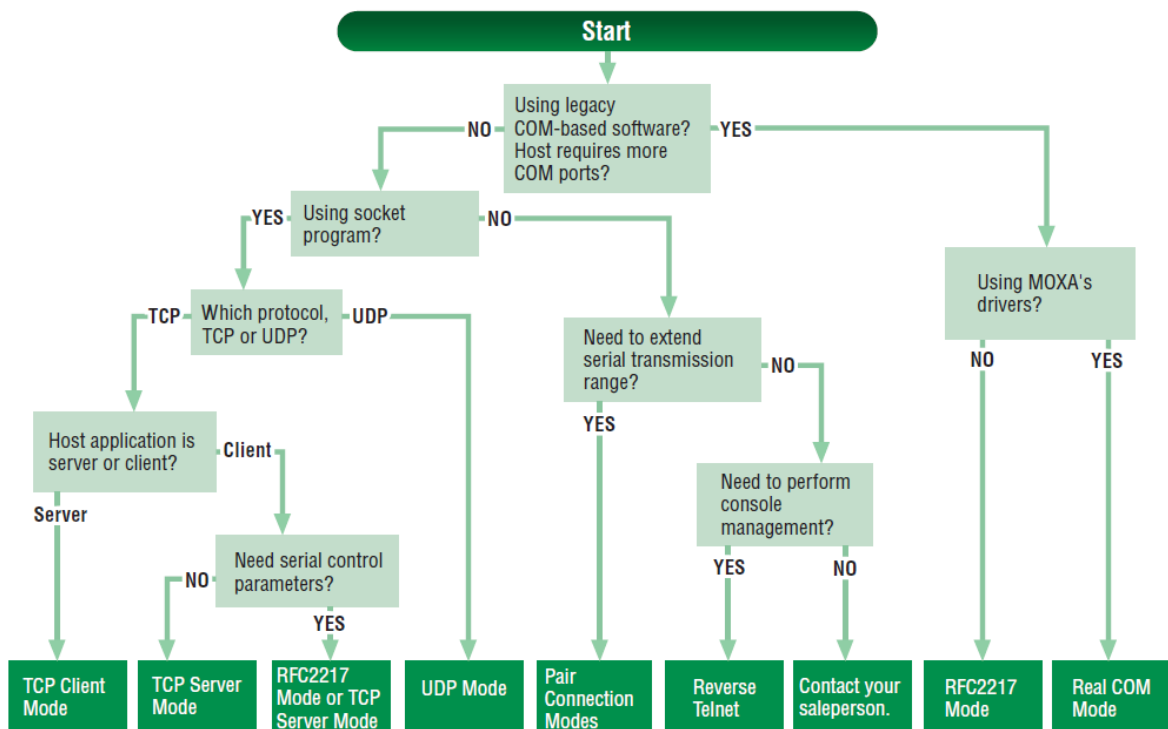 Start
Using legacy
COM-based software?
Host requires more
COM ports?
NO
YES
Using socket
program?
YES
NO
Using MOXA's
drivers?
Which protocol,
TCP or UDP?
TCP
UDP
Need to extend
serial transmission
range?
NO
YES
NO
YES
Host application is
server or client?
Client
Server
Need to perform
console
management?
YES
NO
Need serial control
parameters?
NO
YES
TCP Client
Mode
TCP Server
Mode
RFC2217
Mode or TCP
Server Mode
UDP Mode
Pair
Connection
Modes
Reverse
Telnet
Contact your
saleperson.
RFC2217
Mode
Real COM
Mode